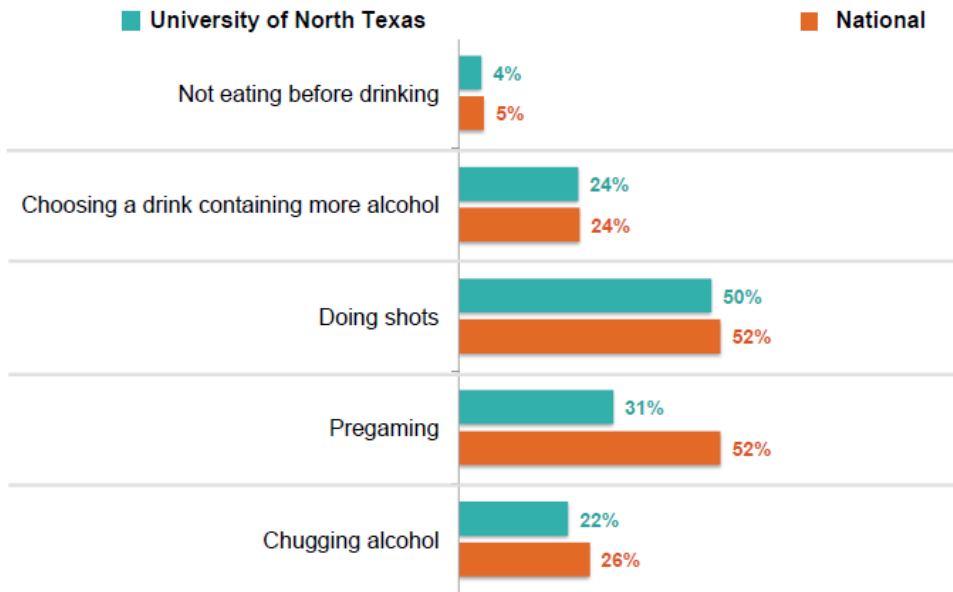 University of North Texas
National
Not eating before drinking
4%
5%
Choosing a drink containing more alcohol
24%
24%
Doing shots
50%
52%
Pregaming
31%
52%
Chugging alcohol
22%
26%